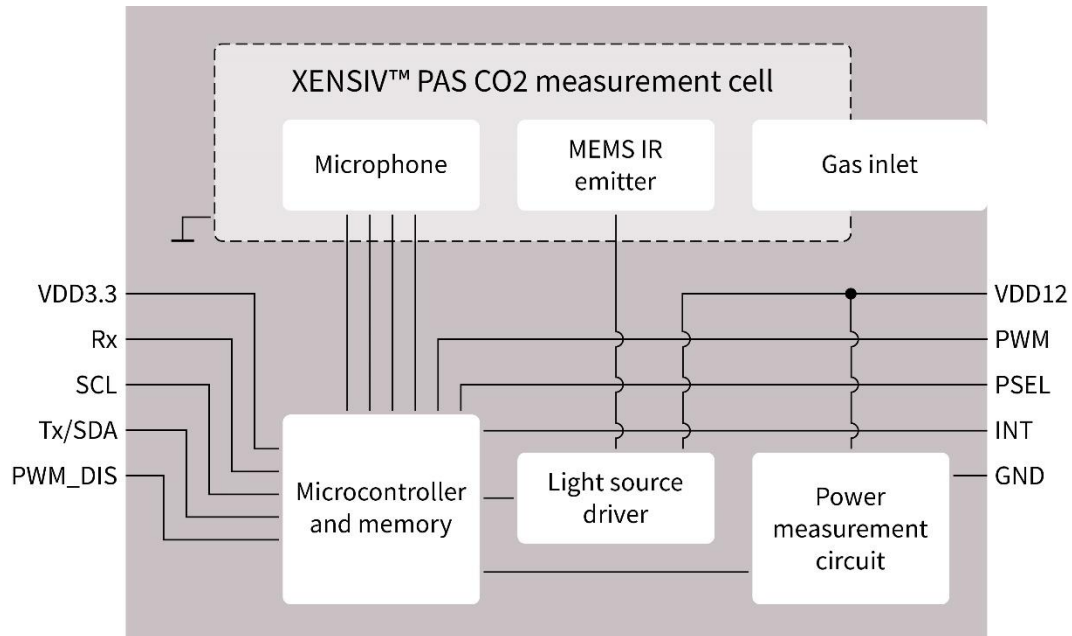 XENSIV™ PAS CO2 measurement cell
Microphone
MEMS IR
emitter
Gas inlet
VDD3.3
Rx
SCL
Tx/SDA
PWM_DIS
VDD12
PWM
PSEL
INT
GND
Microcontroller
and memory
Light source
driver
Power
measurement
circuit